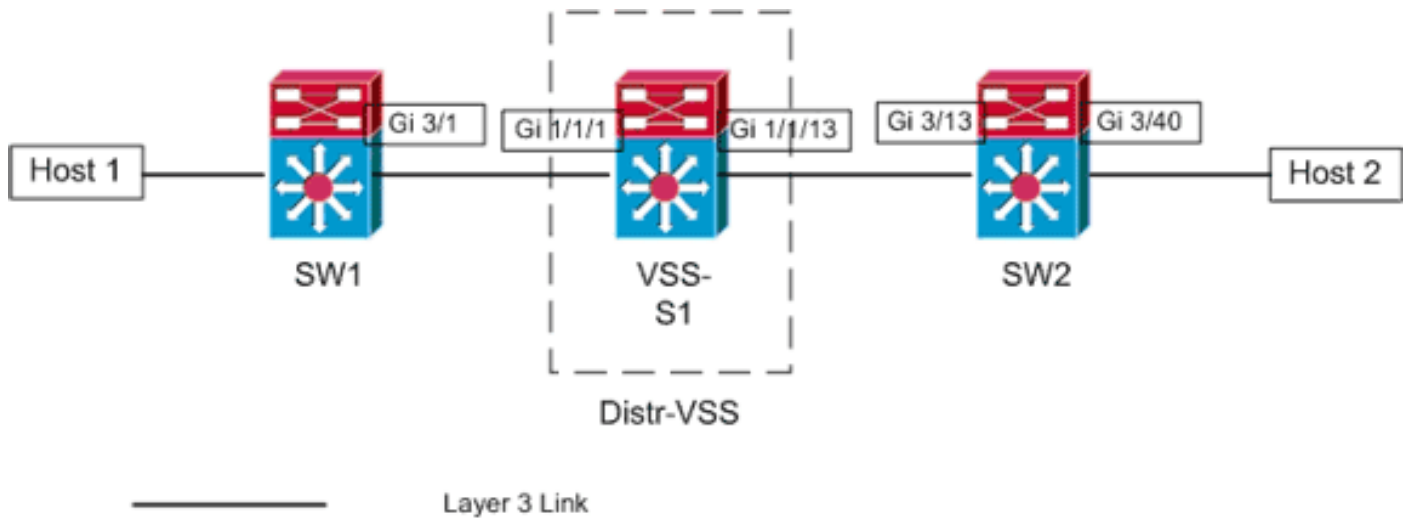 Gi 3/1
Gi 1/1/1
Gi 1/1/13
Gi 3/13
Gi 3/40
Host 1
Host 2
SW1
VSS-
S1
SW2
Distr-VSS
Layer 3 Link